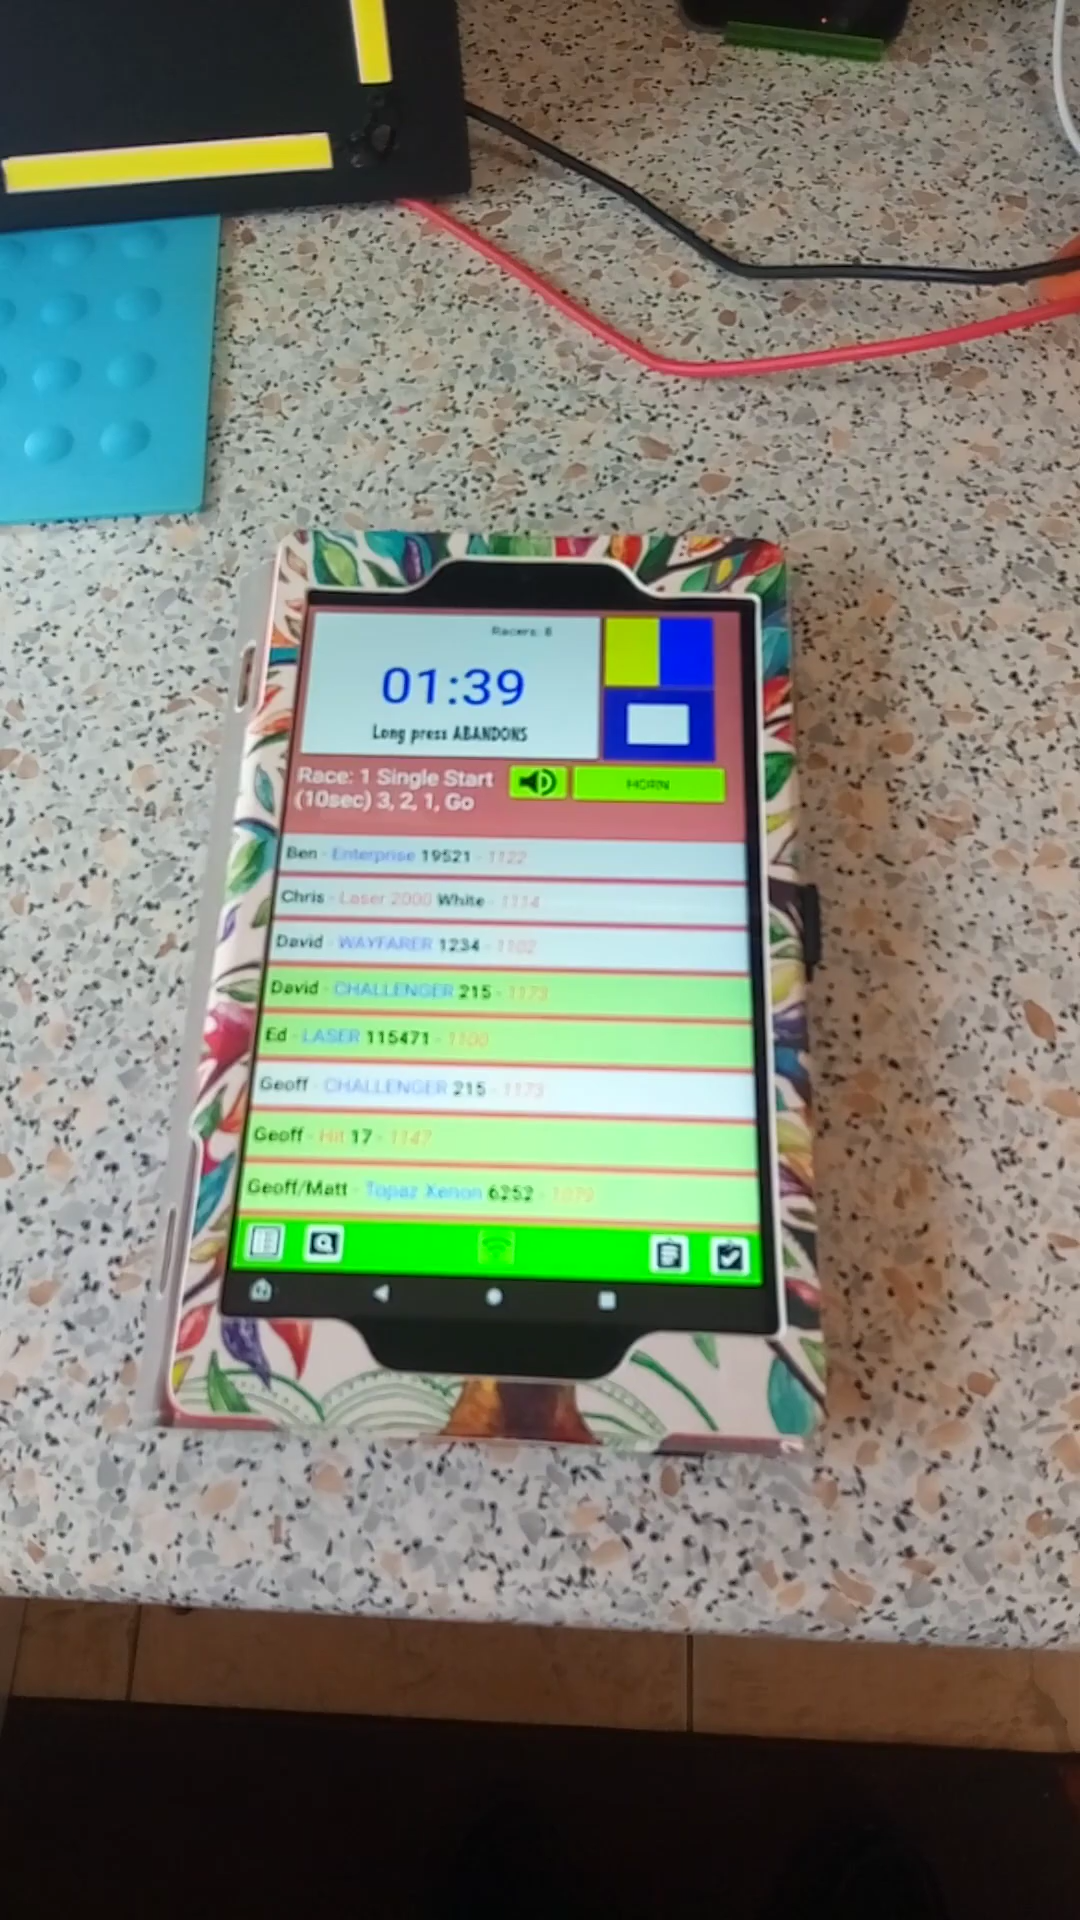 Racers: 8
01:39
Long press ABANDONS
Race: 1 Single Start
(10sec) 3, 2, 1, Go
HORN
Ben - Enterprise 19521 - 1122
Chris - Laser 2000 White - 1114
David - WAYFARER 1234 - 1102
David - CHALLENGER 215 - 1173
Ed - LASER 115471 - 1100
Geoff - CHALLENGER 215 - 1173
Geoff - Hit 17 - 1147
Geoff/Matt - Topaz Xenon 6252 - 1079